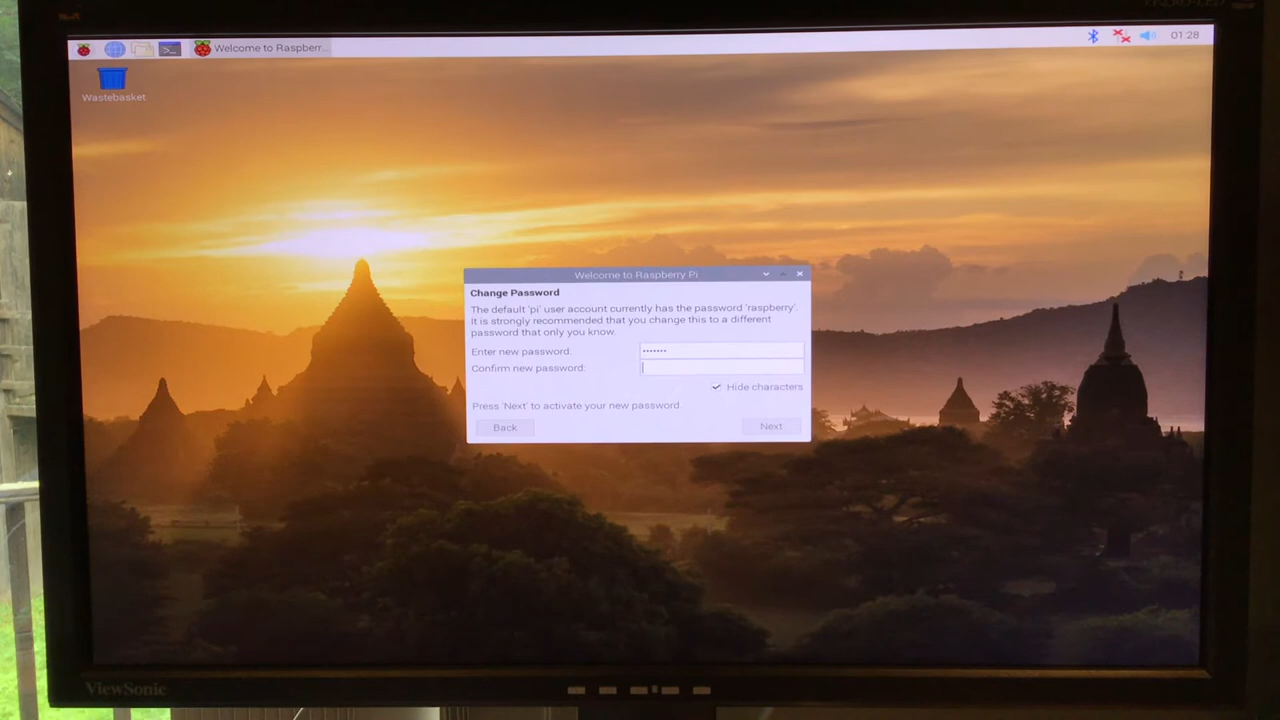 Welcome to Raspberr...
01:28
Wastebasket
Welcome to Raspberry Pi
Change Password
The default 'pi' user account currently has the password 'raspberry'.
It is strongly recommended that you change this to a different
password that only you know.
Enter new password:
•••••••
Confirm new password:
Hide characters
Press 'Next' to activate your new password.
Back
Next
ViewSonic